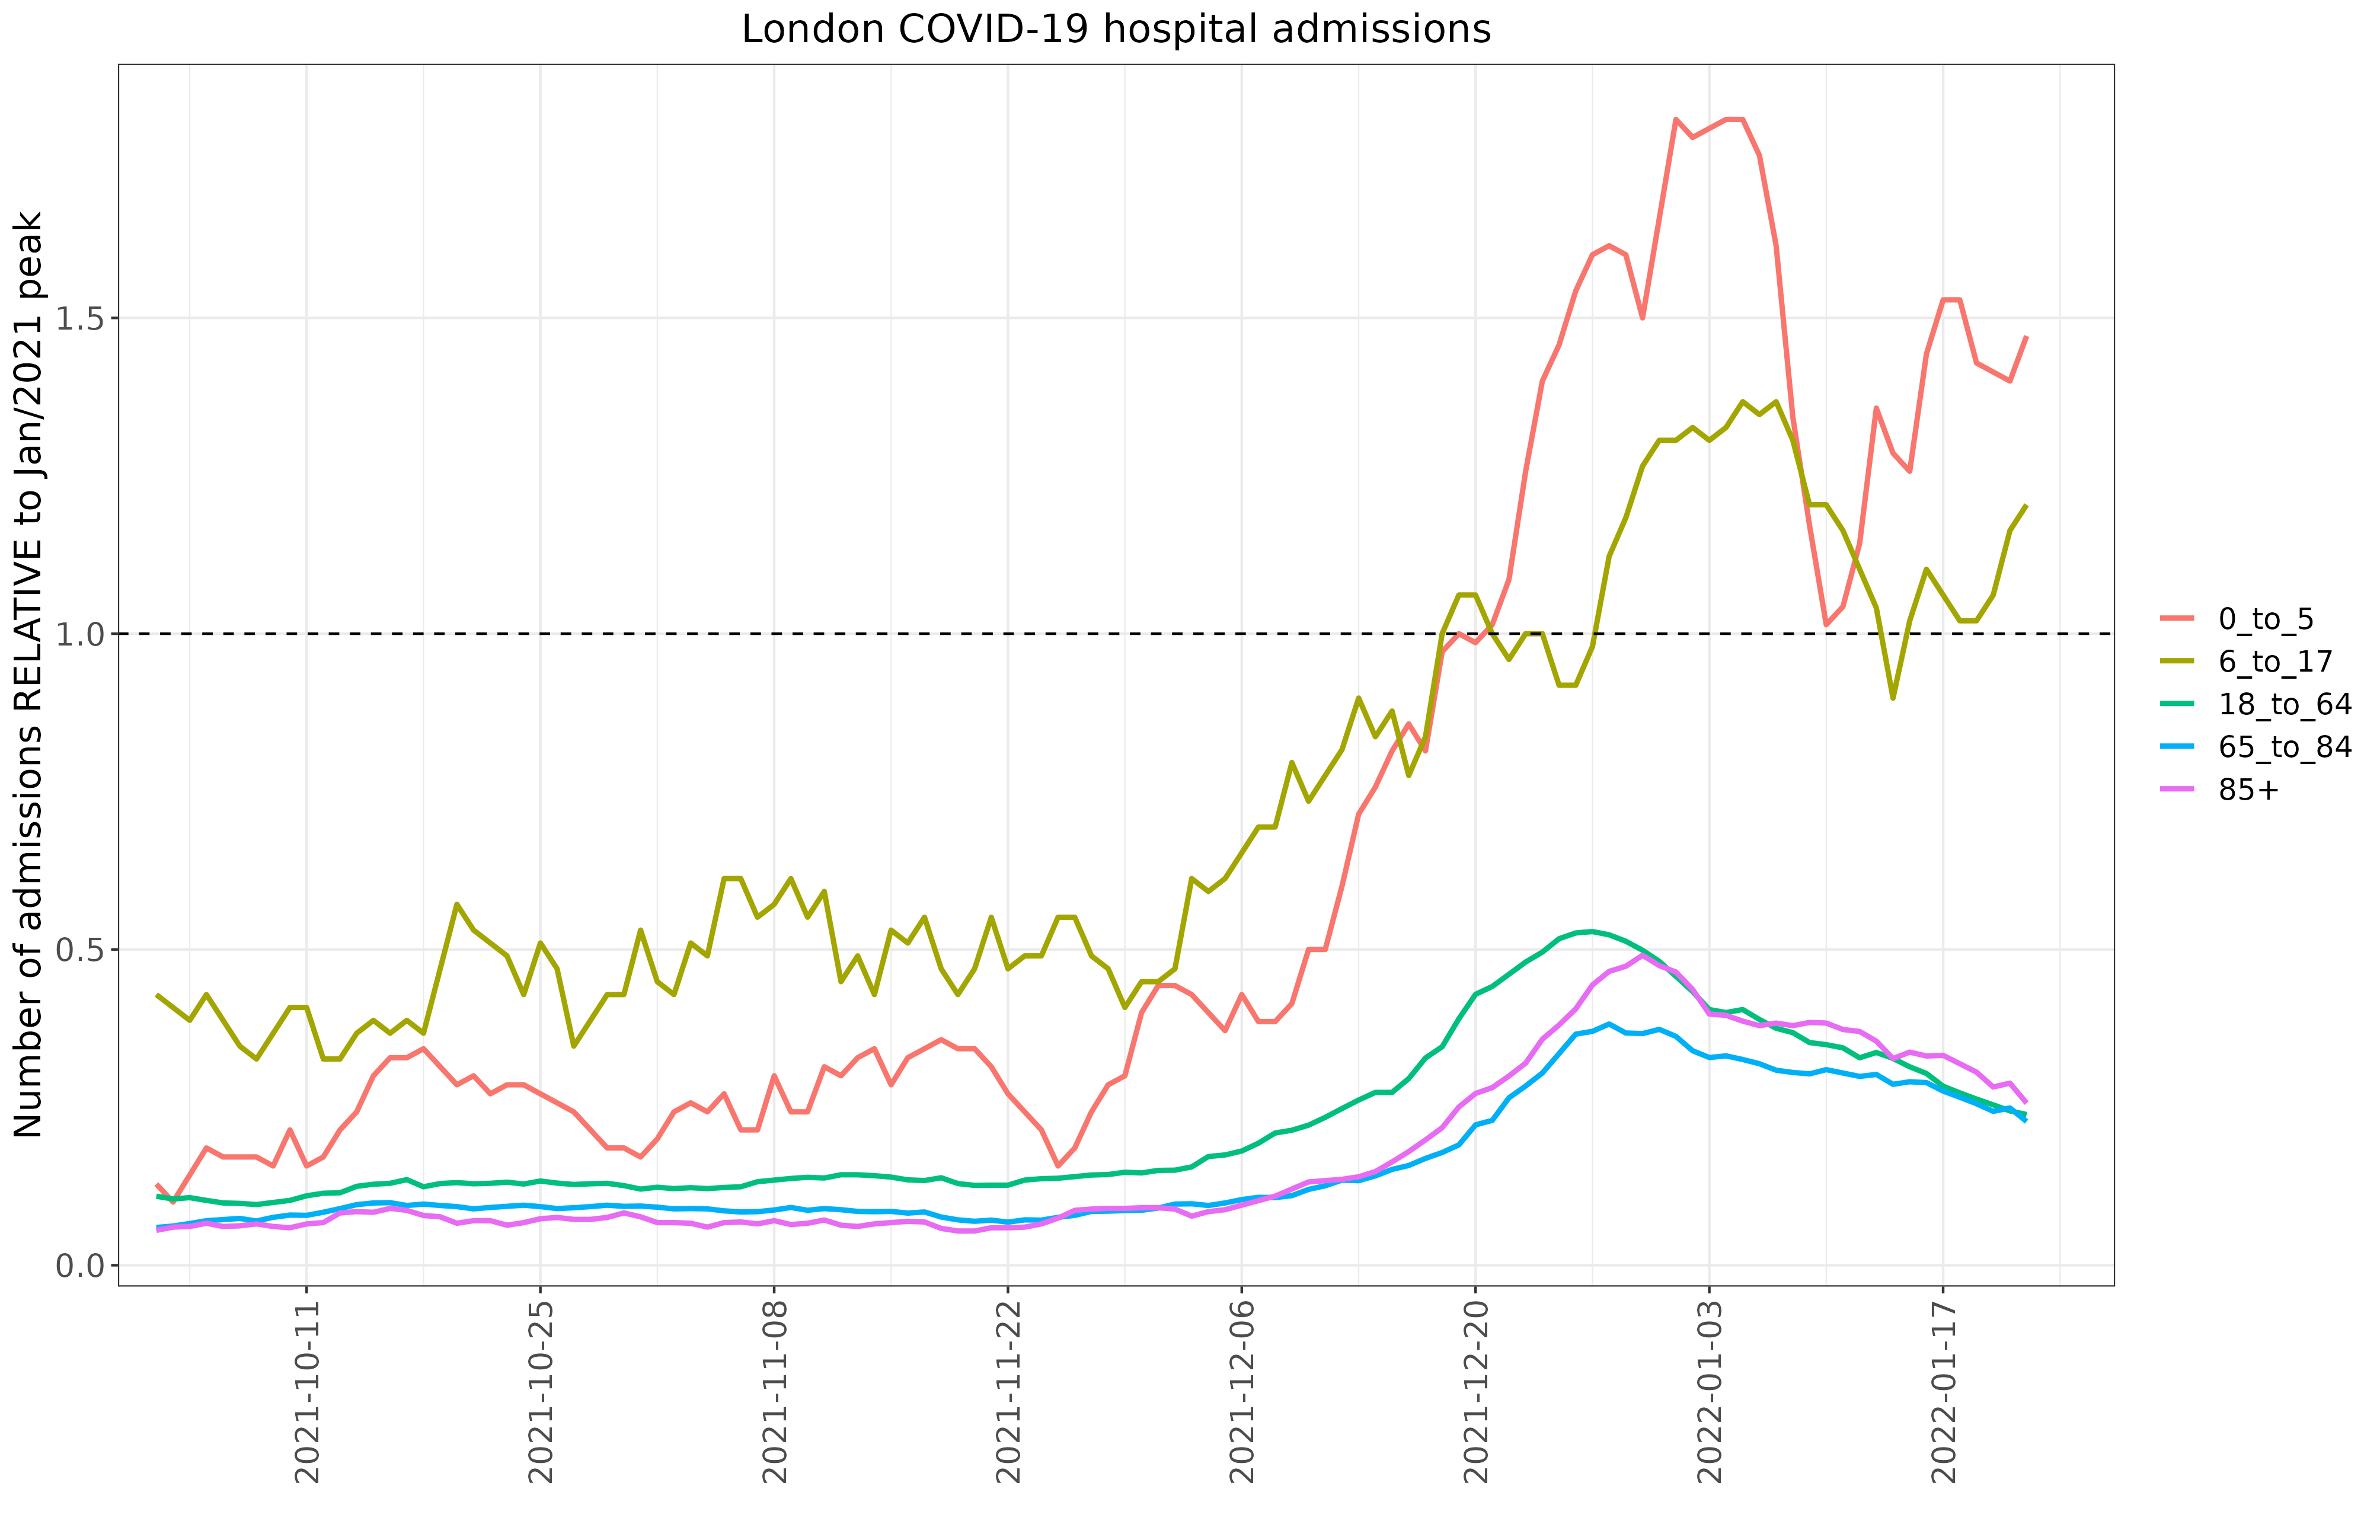 London COVID-19 hospital admissions
Number of admissions RELATIVE to Jan/2021 peak
1.5
1.0
0.5
0.0
2021-10-11
2021-10-25
2021-11-08
2021-11-22
2021-12-06
2021-12-20
2022-01-03
2022-01-17
0_to_5
6_to_17
18_to_64
65_to_84
85+